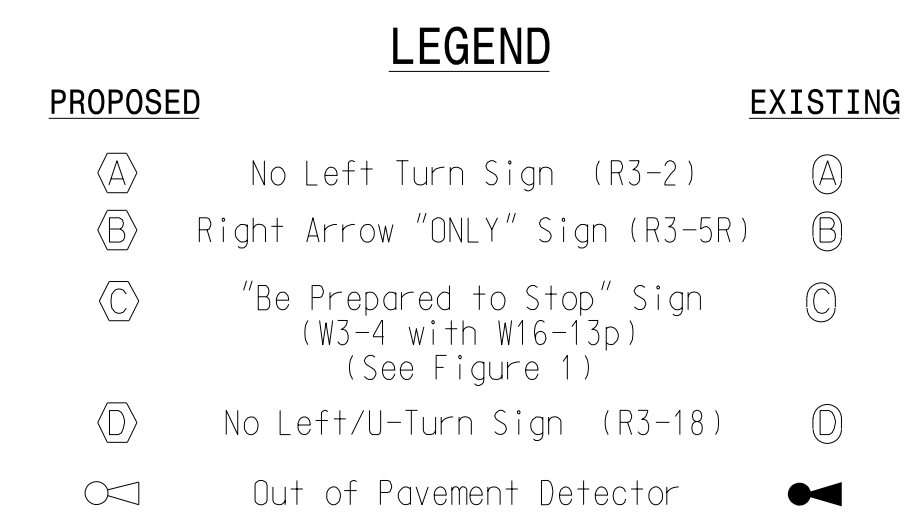 LEGEND
PROPOSED EXISTING
A No Left Turn Sign (R3-2) A
B Right Arrow "ONLY" Sign (R3-5R) B
C "Be Prepared to Stop" Sign C
(W3-4 with W16-13p)
(See Figure 1)
D No Left/U-Turn Sign (R3-18) D
Out of Pavement Detector